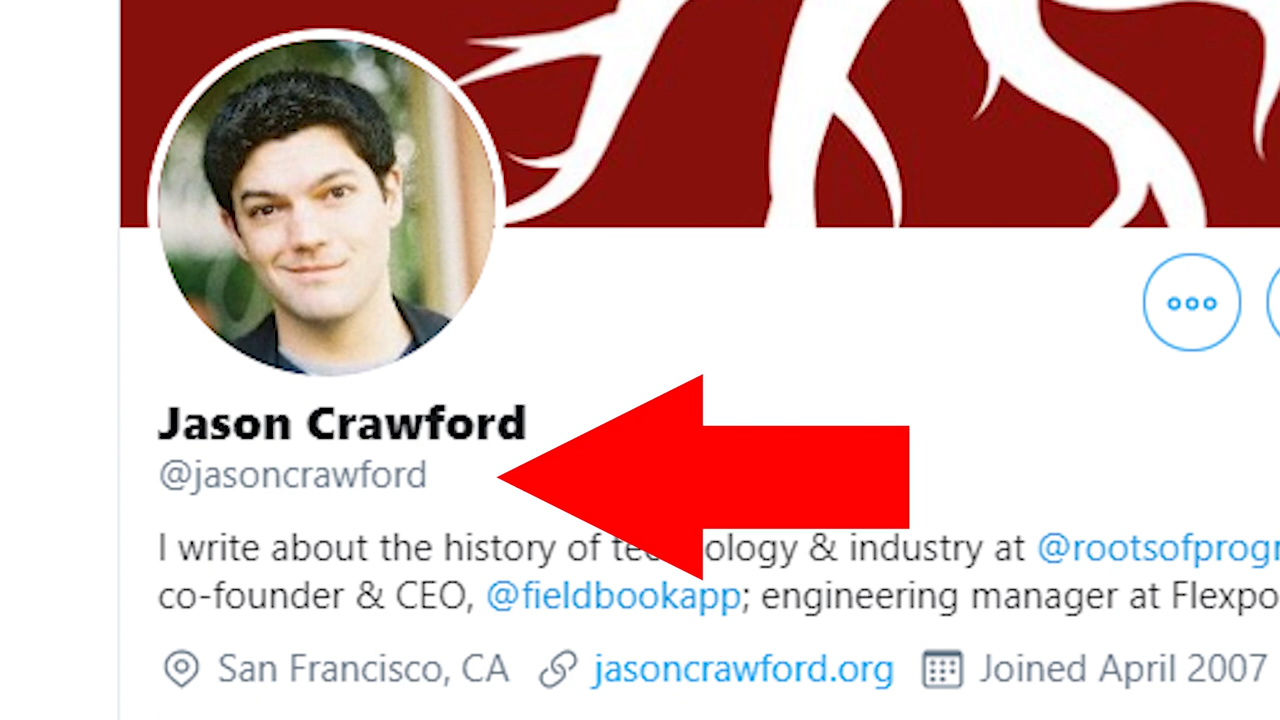 Jason Crawford
@jasoncrawford
I write about the history of technology & industry at @rootsofprogr
co-founder & CEO, @fieldbookapp; engineering manager at Flexpo
San Francisco, CA jasoncrawford.org Joined April 2007